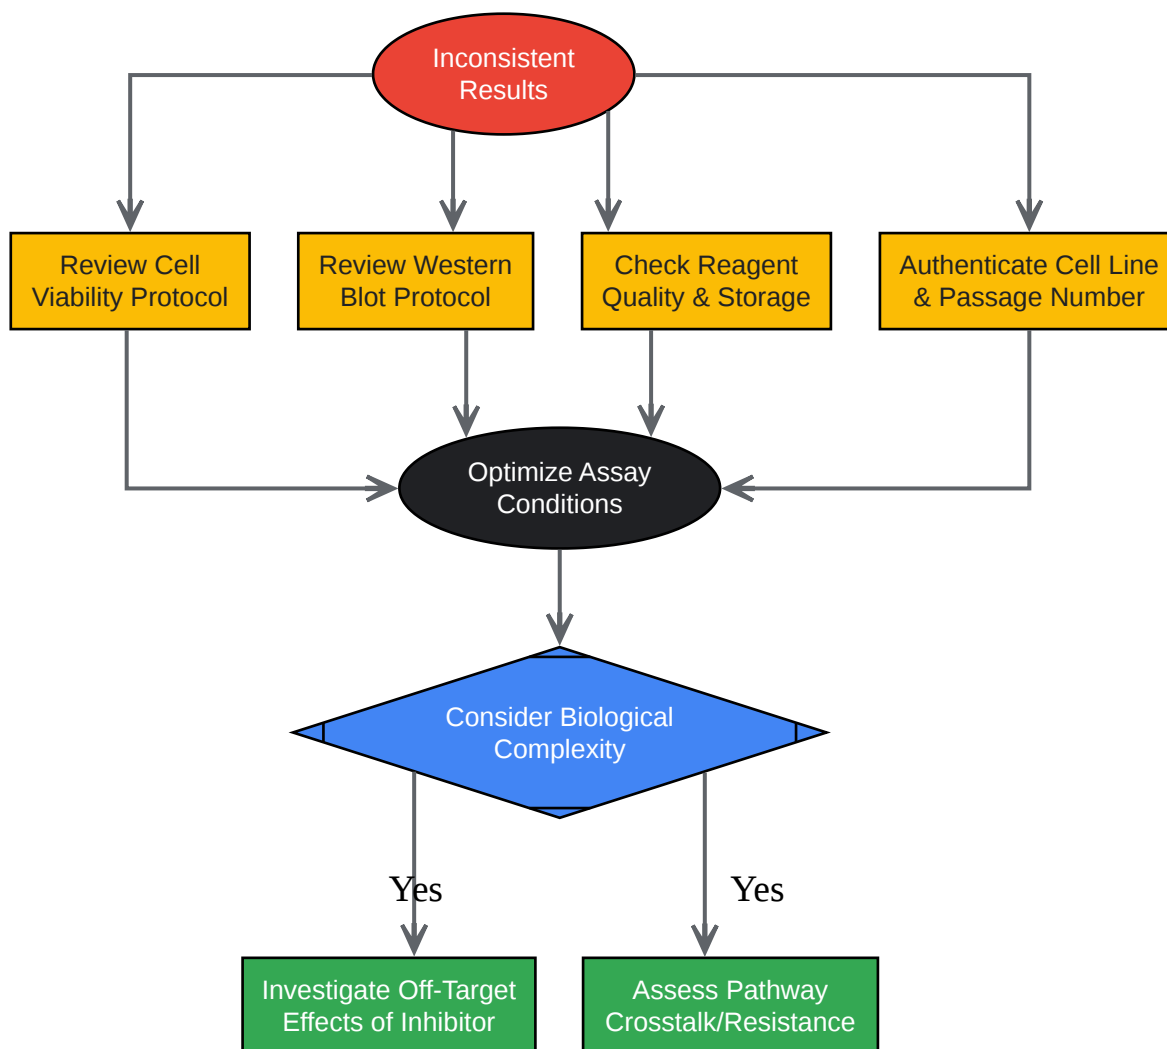 Inconsistent
Results
Review Cell
Viability Protocol
Review Western
Blot Protocol
Check Reagent
Quality & Storage
Authenticate Cell Line
& Passage Number
Optimize Assay
Conditions
Consider Biological
Complexity
Yes
Yes
Investigate Off-Target
Effects of Inhibitor
Assess Pathway
Crosstalk/Resistance